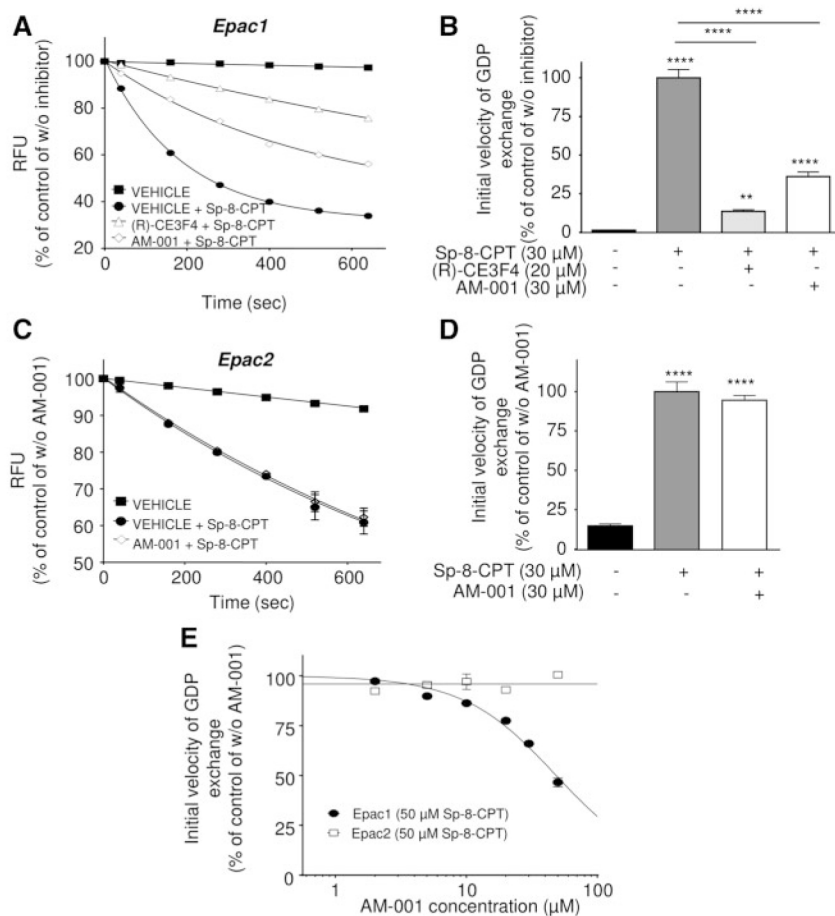 A
Epac1
RFU
(% of control of w/o inhibitor)
100
80
60
40
20
VEHICLE
VEHICLE + Sp-8-CPT
(R)-CE3F4 + Sp-8-CPT
AM-001 + Sp-8-CPT
0 200 400 600
Time (sec)
B
Initial velocity of GDP
exchange
(% of control of w/o inhibitor)
100
75
50
25
0
****
****
****
**
****
Sp-8-CPT (30 µM) - + + +
(R)-CE3F4 (20 µM) - - + -
AM-001 (30 µM) - - - +
C
Epac2
RFU
(% of control of w/o AM-001)
100
90
80
70
60
50
VEHICLE
VEHICLE + Sp-8-CPT
AM-001 + Sp-8-CPT
0 200 400 600
Time (sec)
D
Initial velocity of GDP
exchange
(% of control of w/o AM-001)
100
75
50
25
0
**** ****
Sp-8-CPT (30 µM) - + +
AM-001 (30 µM) - - +
E
Initial velocity of GDP
exchange
(% of control of w/o AM-001)
100
75
50
25
0
Epac1 (50 µM Sp-8-CPT)
Epac2 (50 µM Sp-8-CPT)
1 10 100
AM-001 concentration (µM)